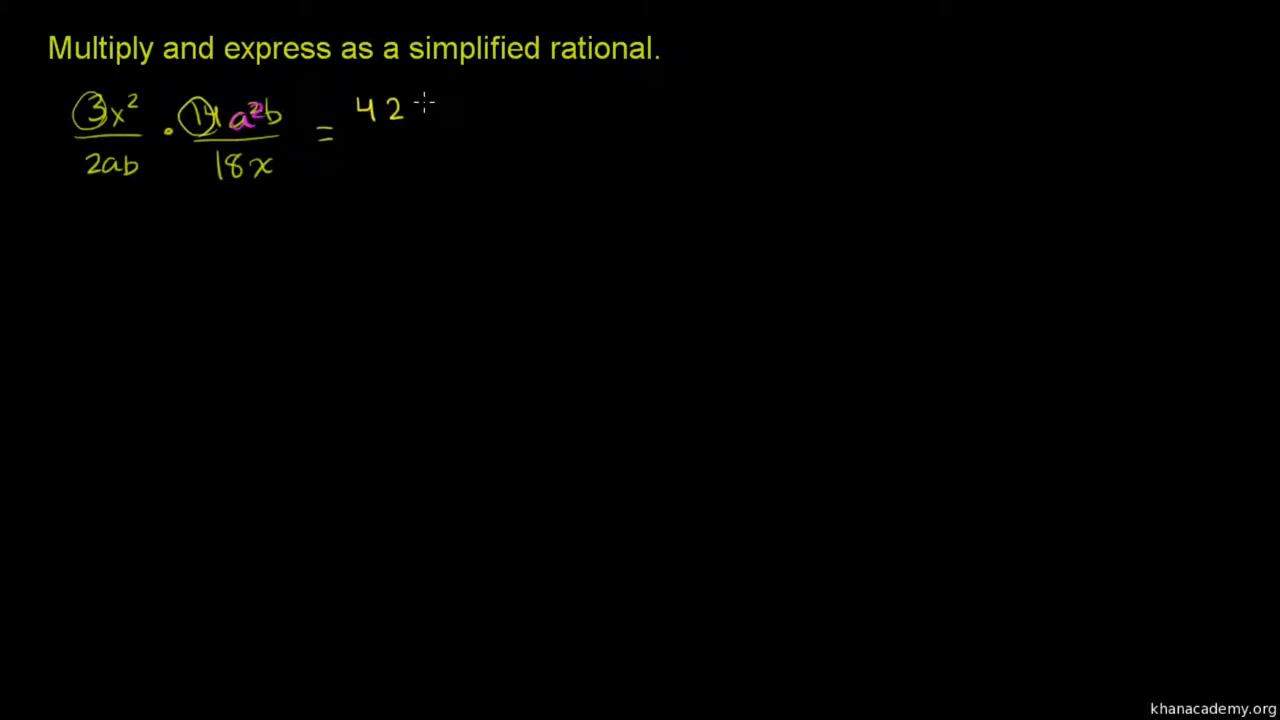 Multiply and express as a simplified rational.
3x² · 14a²b = 42
2ab 18x
khanacademy.org